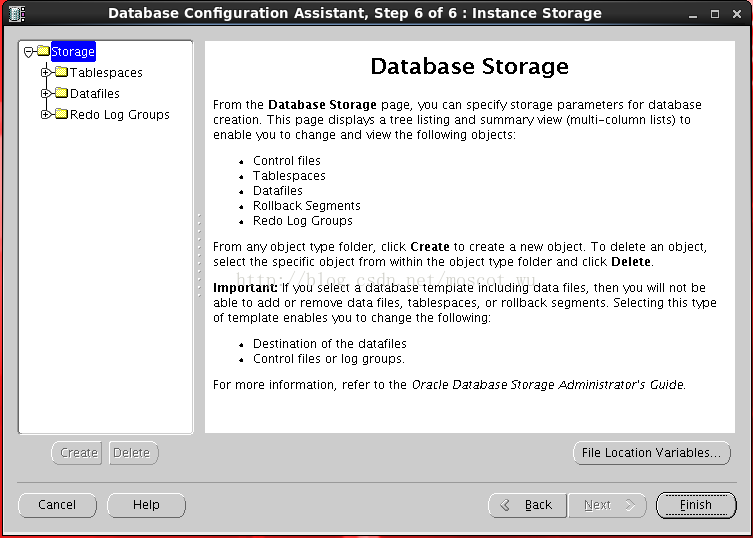 Database Configuration Assistant, Step 6 of 6 : Instance Storage
Storage
Tablespaces
Datafiles
Redo Log Groups
Database Storage
From the Database Storage page, you can specify storage parameters for database
creation. This page displays a tree listing and summary view (multi-column lists) to
enable you to change and view the following objects:
Control files
Tablespaces
Datafiles
Rollback Segments
Redo Log Groups
From any object type folder, click Create to create a new object. To delete an object,
select the specific object from within the object type folder and click Delete.
http://blog.csdn.net/moscot_wu
Important: If you select a database template including data files, then you will not be
able to add or remove data files, tablespaces, or rollback segments. Selecting this type
of template enables you to change the following:
Destination of the datafiles
Control files or log groups.
For more information, refer to the Oracle Database Storage Administrator's Guide.
Create
Delete
File Location Variables...
Cancel
Help
Back
Next
Finish